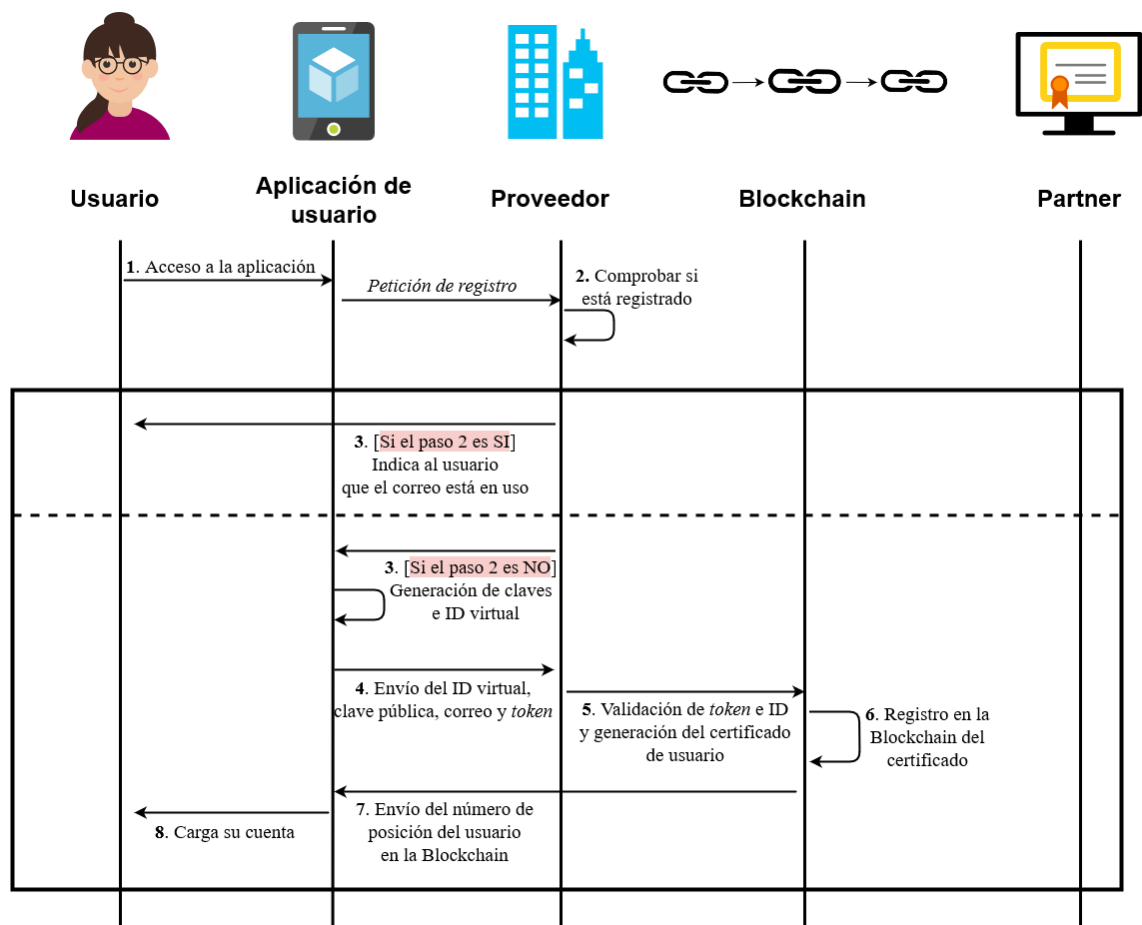 Usuario
Aplicación de
usuario
Proveedor
Blockchain
Partner
1. Acceso a la aplicación
Petición de registro
2. Comprobar si
está registrado
3. [Si el paso 2 es SI]
Indica al usuario
que el correo está en uso
3. [Si el paso 2 es NO]
Generación de claves
e ID virtual
4. Envío del ID virtual,
clave pública, correo y token
5. Validación de token e ID
y generación del certificado
de usuario
6. Registro en la
Blockchain del
certificado
7. Envío del número de
posición del usuario
en la Blockchain
8. Carga su cuenta